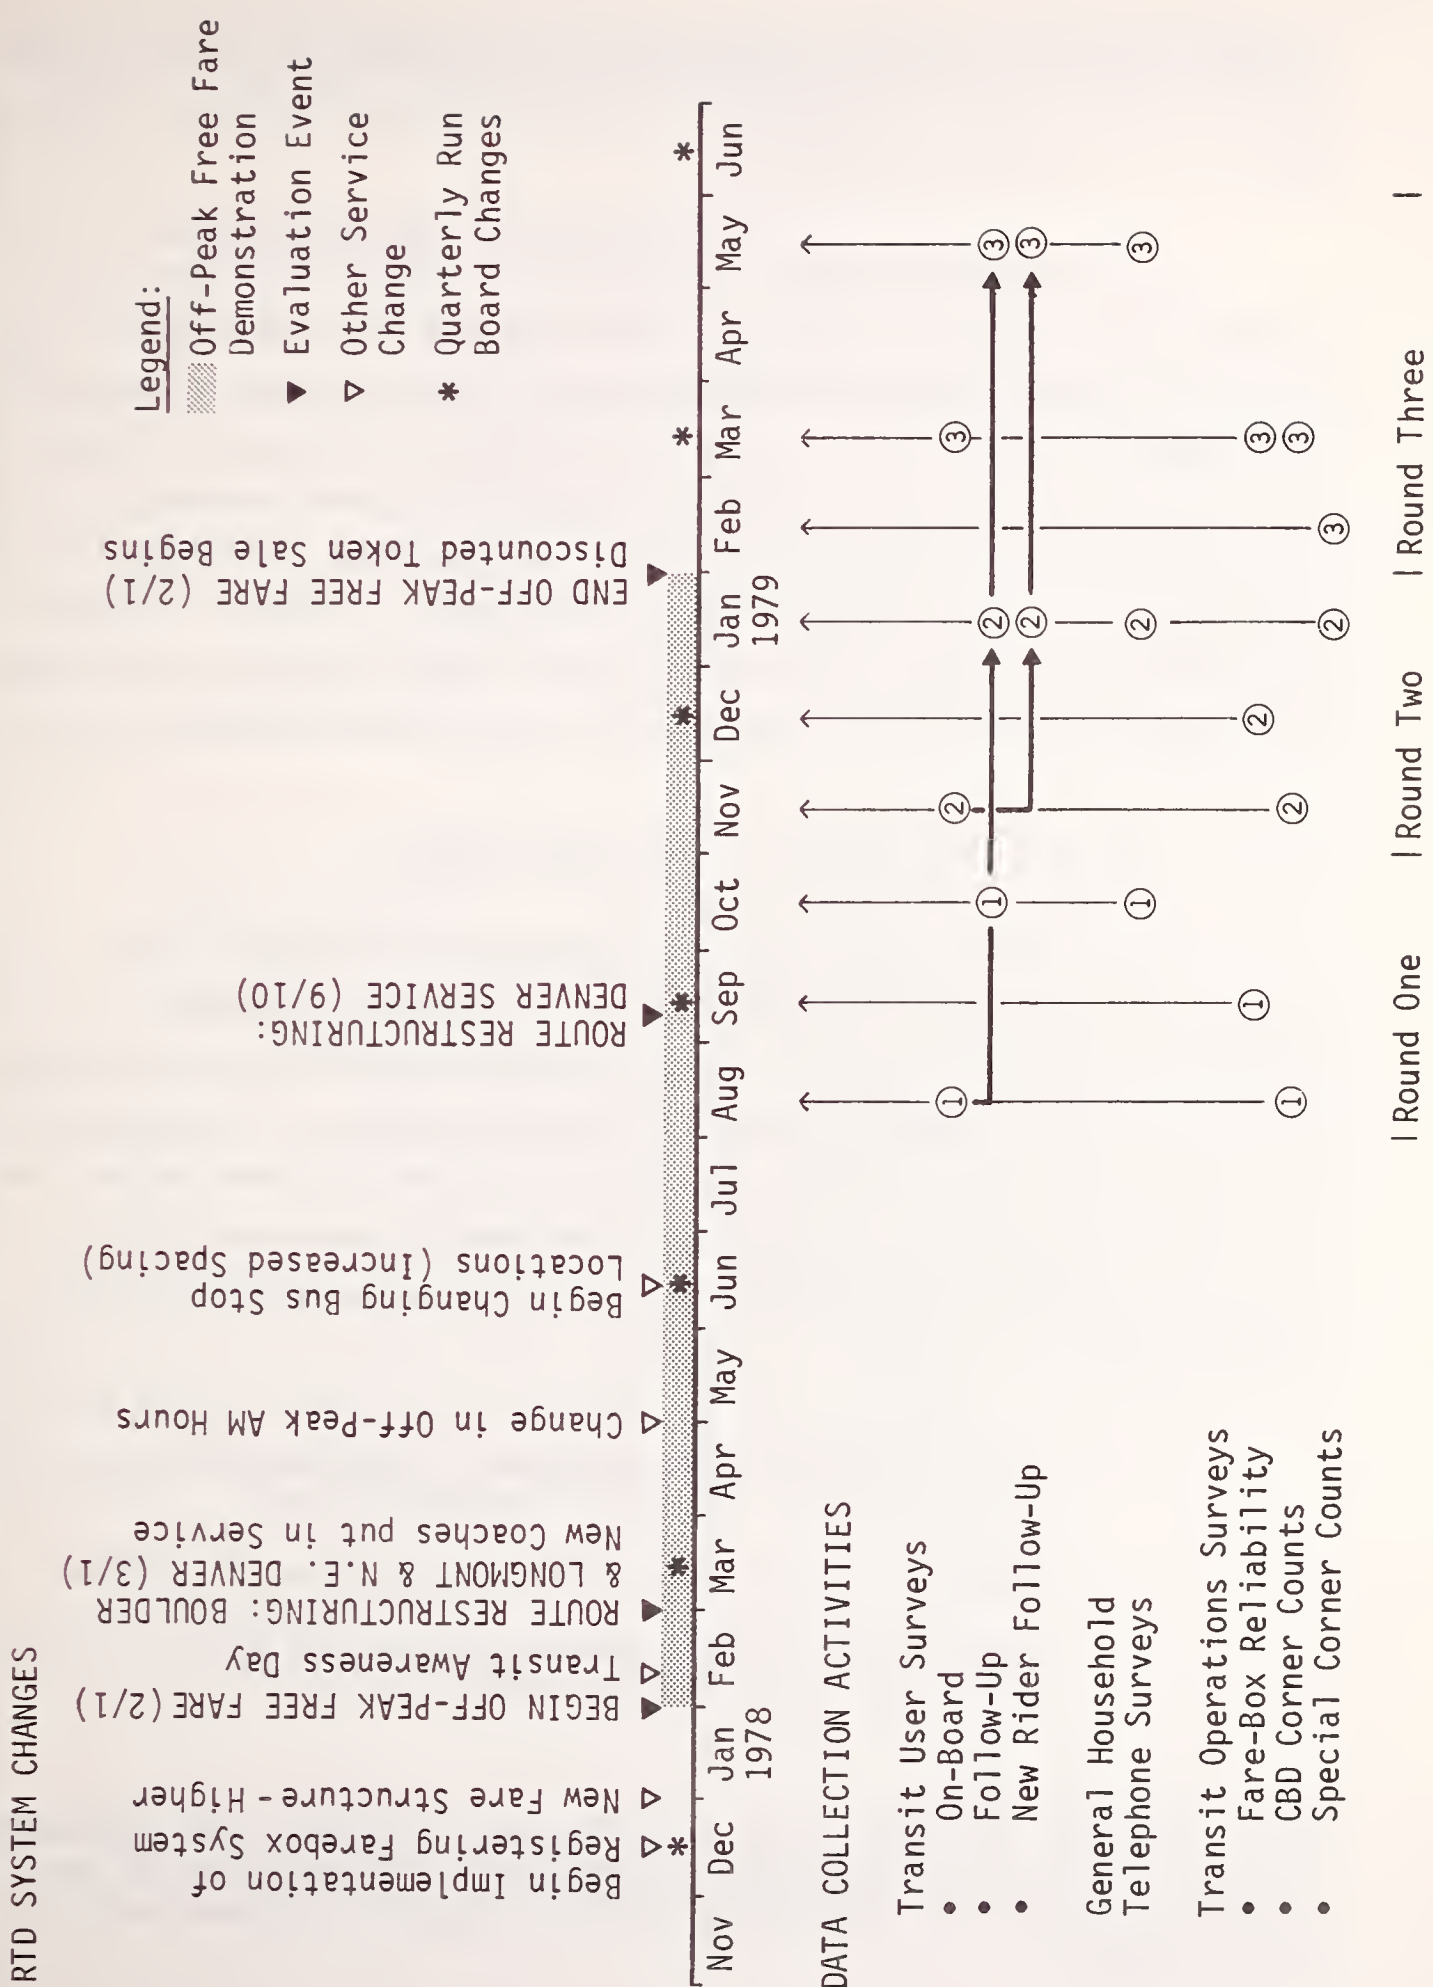 RTD SYSTEM CHANGES
Legend:
Off-Peak Free Fare
Demonstration
▼ Evaluation Event
▽ Other Service
Change
* Quarterly Run
Board Changes
Begin Implementation of
Registering Farebox System
New Fare Structure - Higher
BEGIN OFF-PEAK FREE FARE (2/1)
Transit Awareness Day
ROUTE RESTRUCTURING: BOULDER
& LONGMONT & N.E. DENVER (3/1)
New Coaches put in Service
Change in Off-Peak AM Hours
Begin Changing Bus Stop
Locations (Increased Spacing)
ROUTE RESTRUCTURING:
DENVER SERVICE (9/10)
END OFF-PEAK FREE FARE (2/1)
Discounted Token Sale Begins
* * * * * * *
Nov Dec Jan Feb Mar Apr May Jun Jul Aug Sep Oct Nov Dec Jan Feb Mar Apr May Jun
1978 1979
DATA COLLECTION ACTIVITIES
Transit User Surveys
• On-Board ① ② ③
• Follow-Up ① ② ③
• New Rider Follow-Up ② ③
General Household
Telephone Surveys ① ② ③
Transit Operations Surveys
• Fare-Box Reliability ① ② ③
• CBD Corner Counts ① ② ③
• Special Corner Counts ② ③
| Round One | Round Two | Round Three |